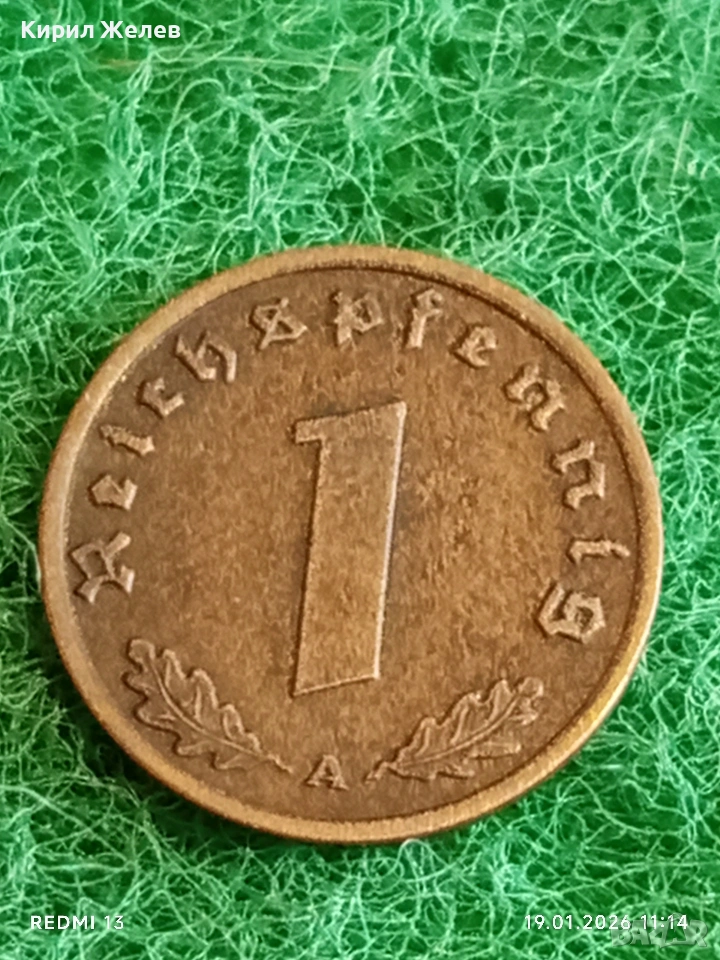 Кирил Желев
Reichspfennig
1
A
REDMI 13
19.01.2026 11:14